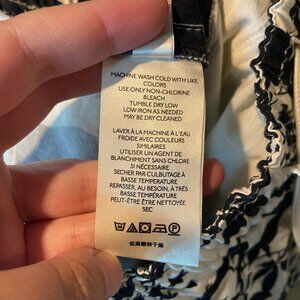 MACHINE WASH COLD WITH LIKE
COLORS
USE ONLY NON-CHLORINE
BLEACH
TUMBLE DRY LOW
LOW IRON AS NEEDED
MAY BE DRY CLEANED
LAVER À LA MACHINE À L'EAU
FROIDE AVEC COULEURS
SIMILAIRES
UTILISER UN AGENT DE
BLANCHIMENT SANS CHLORE
SI NÉCESSAIRE
SECHER PAR CULBUTAGE À
BASSE TEMPERATURE
REPASSER, AU BESOIN, À TRÈS
BASSE TEMPÉRATURE
PEUT-ÊTRE ÊTRE NETTOYÉE
SEC